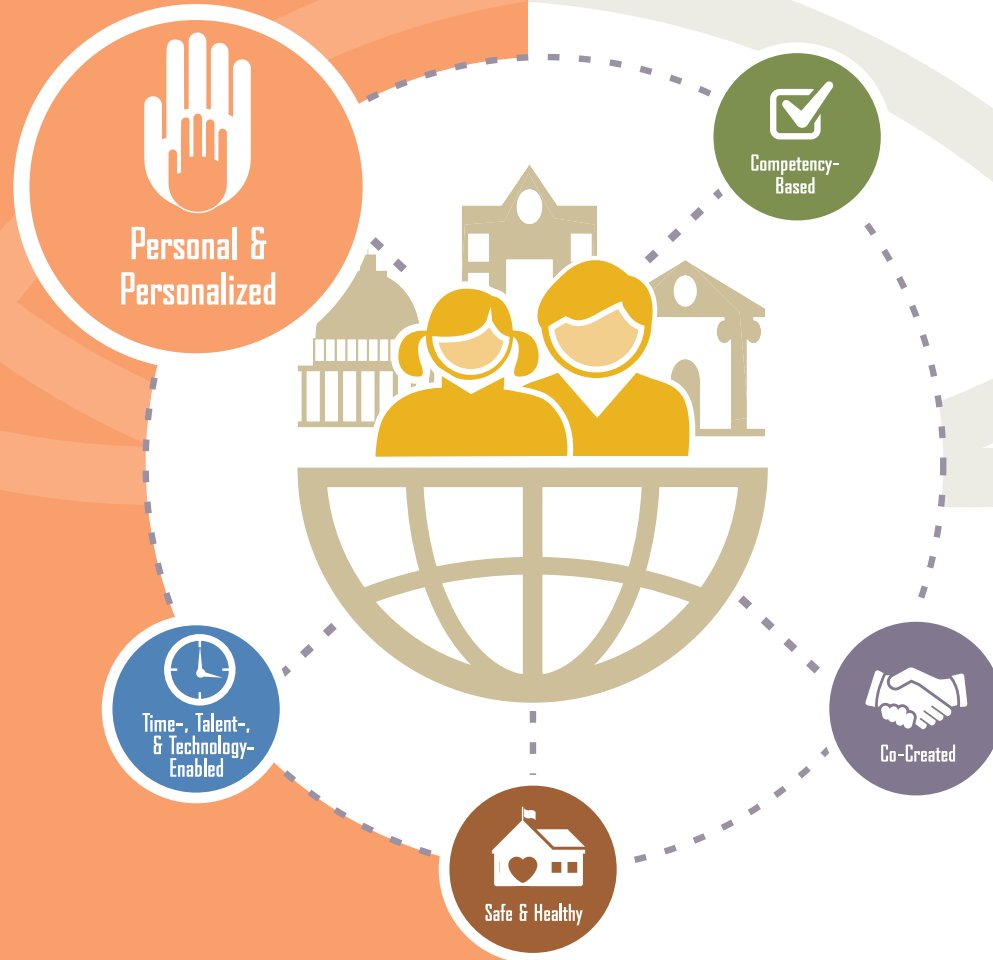 Personal &
Personalized
Competency-
Based
Co-Created
Safe & Healthy
Time-, Talent-,
& Technology-
Enabled